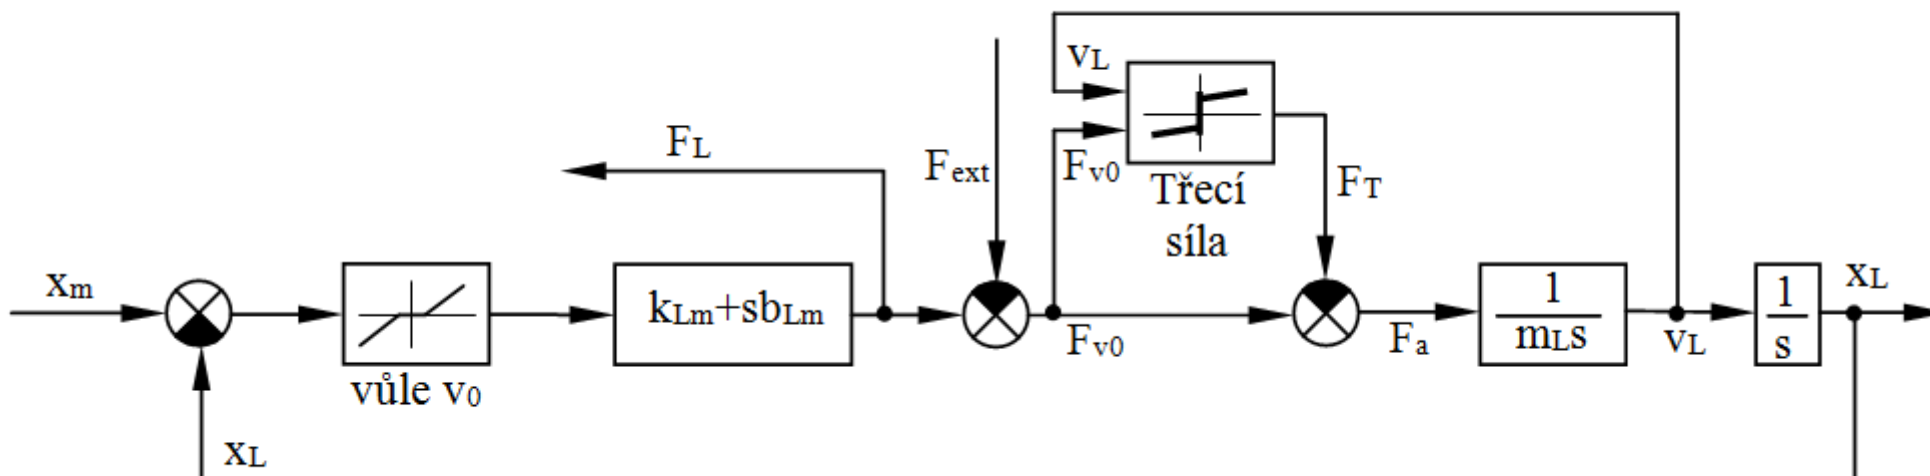 vL
FL
Fext
Fv0
Třecí
síla
FT
xm
kLm+sbLm
1
mLs
1
s
xL
Fv0
Fa
vL
vůle v0
xL